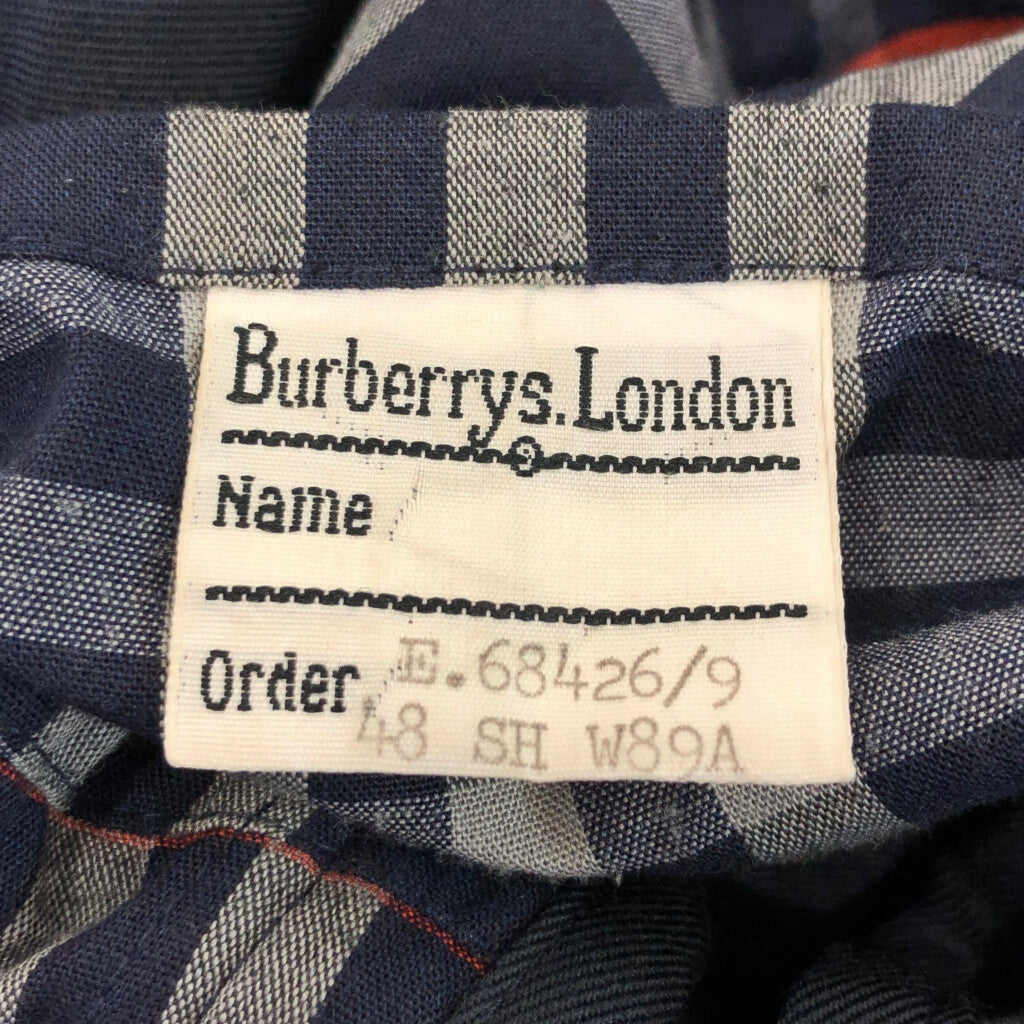 Burberrys. London
Name
Order E.68426/9
48 SH W89A